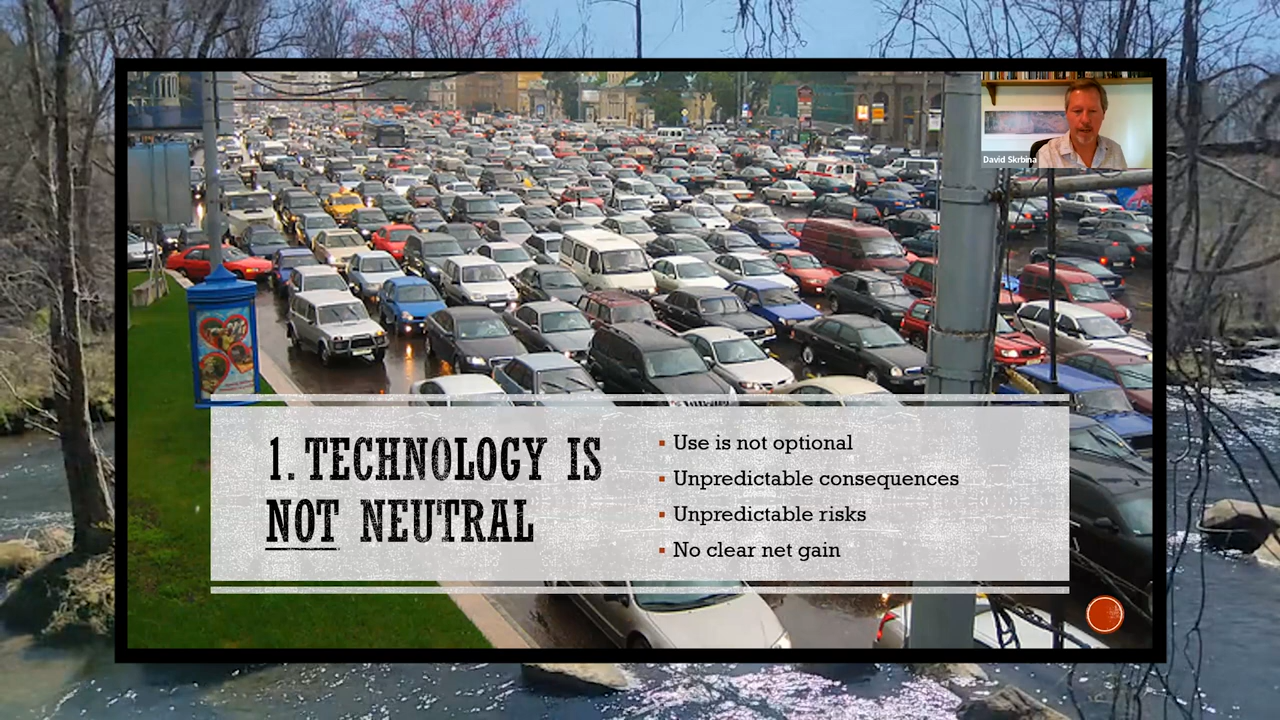 David Skrbina
1. TECHNOLOGY IS
NOT NEUTRAL
▪ Use is not optional
▪ Unpredictable consequences
▪ Unpredictable risks
▪ No clear net gain